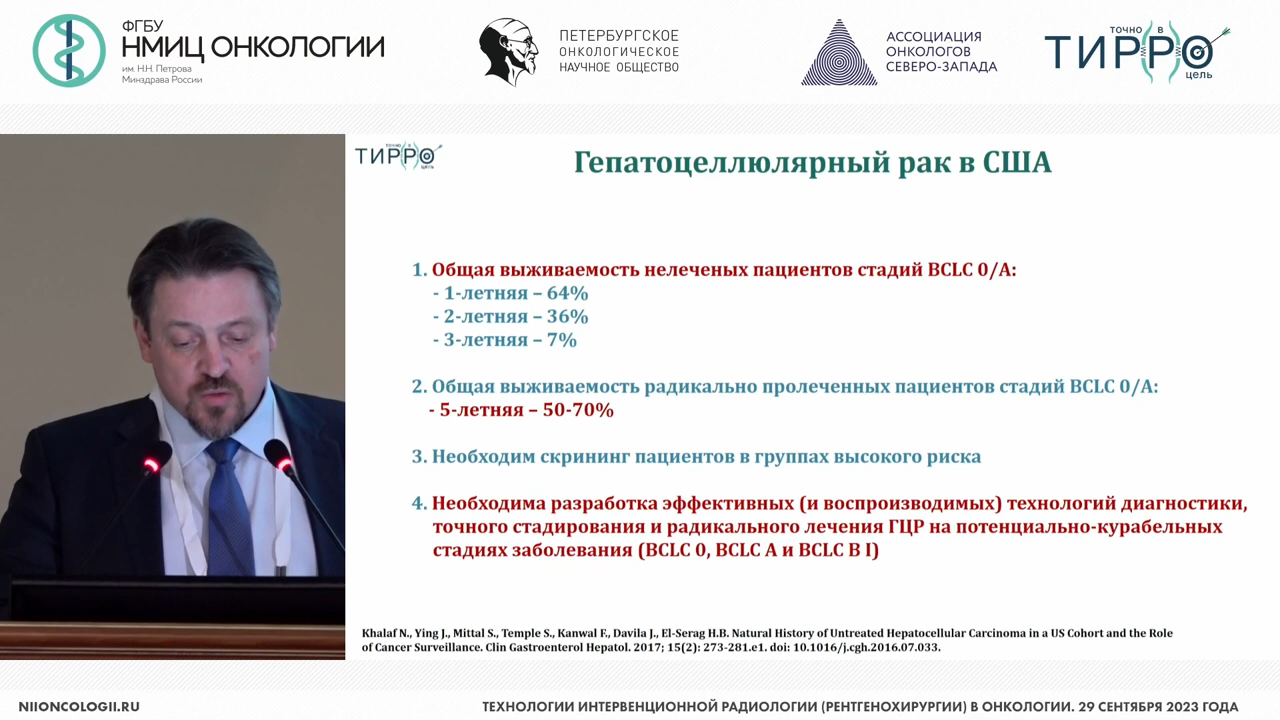 ФГБУ
НМИЦ ОНКОЛОГИИ
им. Н.Н. Петрова
Минздрава России
ПЕТЕРБУРГСКОЕ
ОНКОЛОГИЧЕСКОЕ
НАУЧНОЕ ОБЩЕСТВО
АССОЦИАЦИЯ
ОНКОЛОГОВ
СЕВЕРО-ЗАПАДА
ТОЧНО В
ТИРРО
цель
ТОЧНО В
ТИРРО
цель
Гепатоцеллюлярный рак в США
1. Общая выживаемость нелеченых пациентов стадий BCLC 0/A:
- 1-летняя – 64%
- 2-летняя – 36%
- 3-летняя – 7%
2. Общая выживаемость радикально пролеченных пациентов стадий BCLC 0/A:
- 5-летняя – 50-70%
3. Необходим скрининг пациентов в группах высокого риска
4. Необходима разработка эффективных (и воспроизводимых) технологий диагностики,
точного стадирования и радикального лечения ГЦР на потенциально-курабельных
стадиях заболевания (BCLC 0, BCLC A и BCLC B I)
Khalaf N., Ying J., Mittal S., Temple S., Kanwal F., Davila J., El-Serag H.B. Natural History of Untreated Hepatocellular Carcinoma in a US Cohort and the Role
of Cancer Surveillance. Clin Gastroenterol Hepatol. 2017; 15(2): 273-281.e1. doi: 10.1016/j.cgh.2016.07.033.
NIIONCOLOGII.RU
ТЕХНОЛОГИИ ИНТЕРВЕНЦИОННОЙ РАДИОЛОГИИ (РЕНТГЕНОХИРУРГИИ) В ОНКОЛОГИИ. 29 СЕНТЯБРЯ 2023 ГОДА